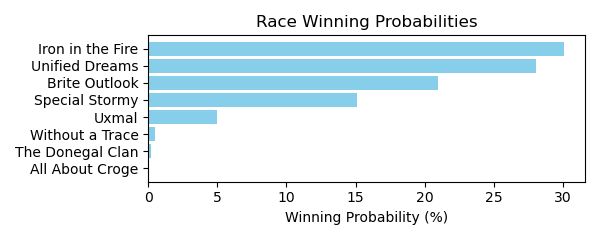 Race Winning Probabilities
Iron in the Fire
Unified Dreams
Brite Outlook
Special Stormy
Uxmal
Without a Trace
The Donegal Clan
All About Croge
0 5 10 15 20 25 30
Winning Probability (%)